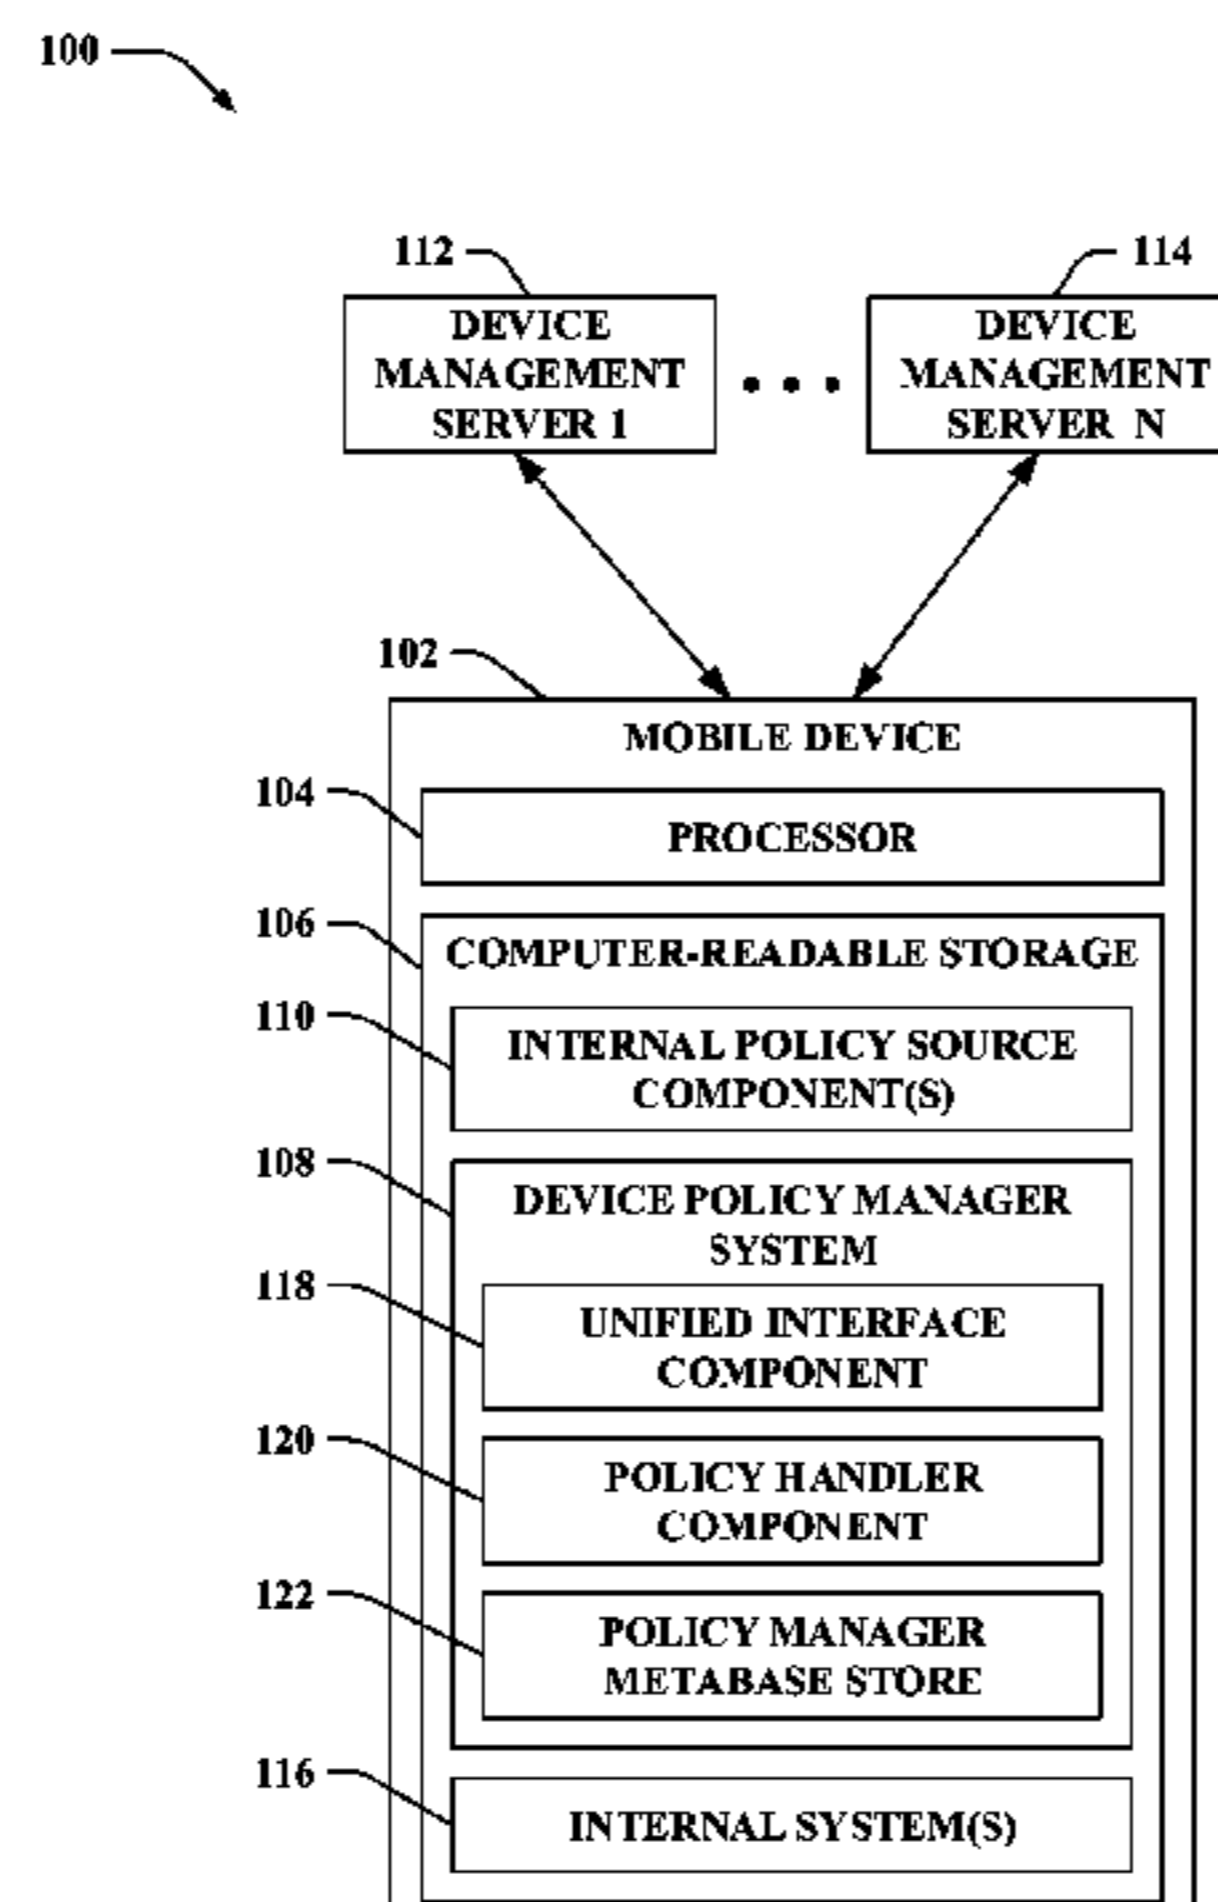 100
112
114
DEVICE
MANAGEMENT
SERVER 1
DEVICE
MANAGEMENT
SERVER N
102
MOBILE DEVICE
104
PROCESSOR
106
COMPUTER-READABLE STORAGE
110
INTERNAL POLICY SOURCE
COMPONENT(S)
108
DEVICE POLICY MANAGER
SYSTEM
118
UNIFIED INTERFACE
COMPONENT
120
POLICY HANDLER
COMPONENT
122
POLICY MANAGER
METABASE STORE
116
INTERNAL SYSTEM(S)